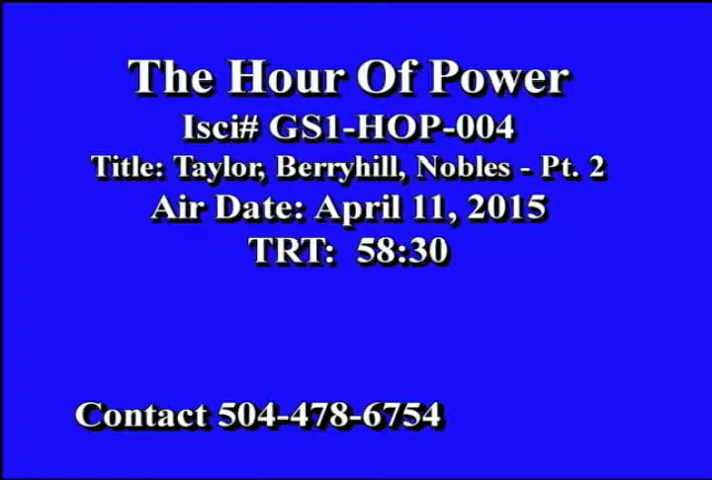 The Hour Of Power
Isci# GS1-HOP-004
Title: Taylor, Berryhill, Nobles - Pt. 2
Air Date: April 11, 2015
TRT: 58:30
Contact 504-478-6754